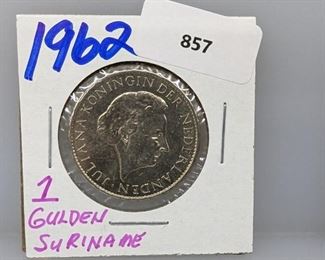 1962
857
JULIANA KONINGIN DER NEDERLANDEN
1
GULDEN
SURINAME